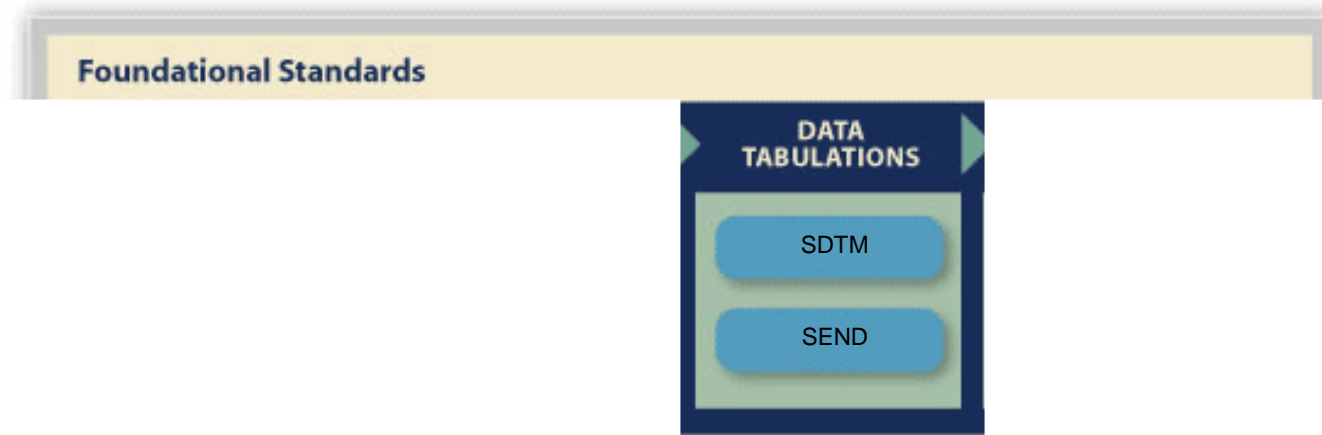 Foundational Standards
DATA
TABULATIONS
SDTM
SEND